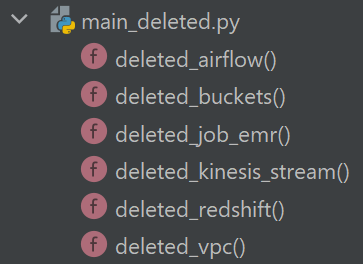 main_deleted.py
f deleted_airflow()
f deleted_buckets()
f deleted_job_emr()
f deleted_kinesis_stream()
f deleted_redshift()
f deleted_vpc()